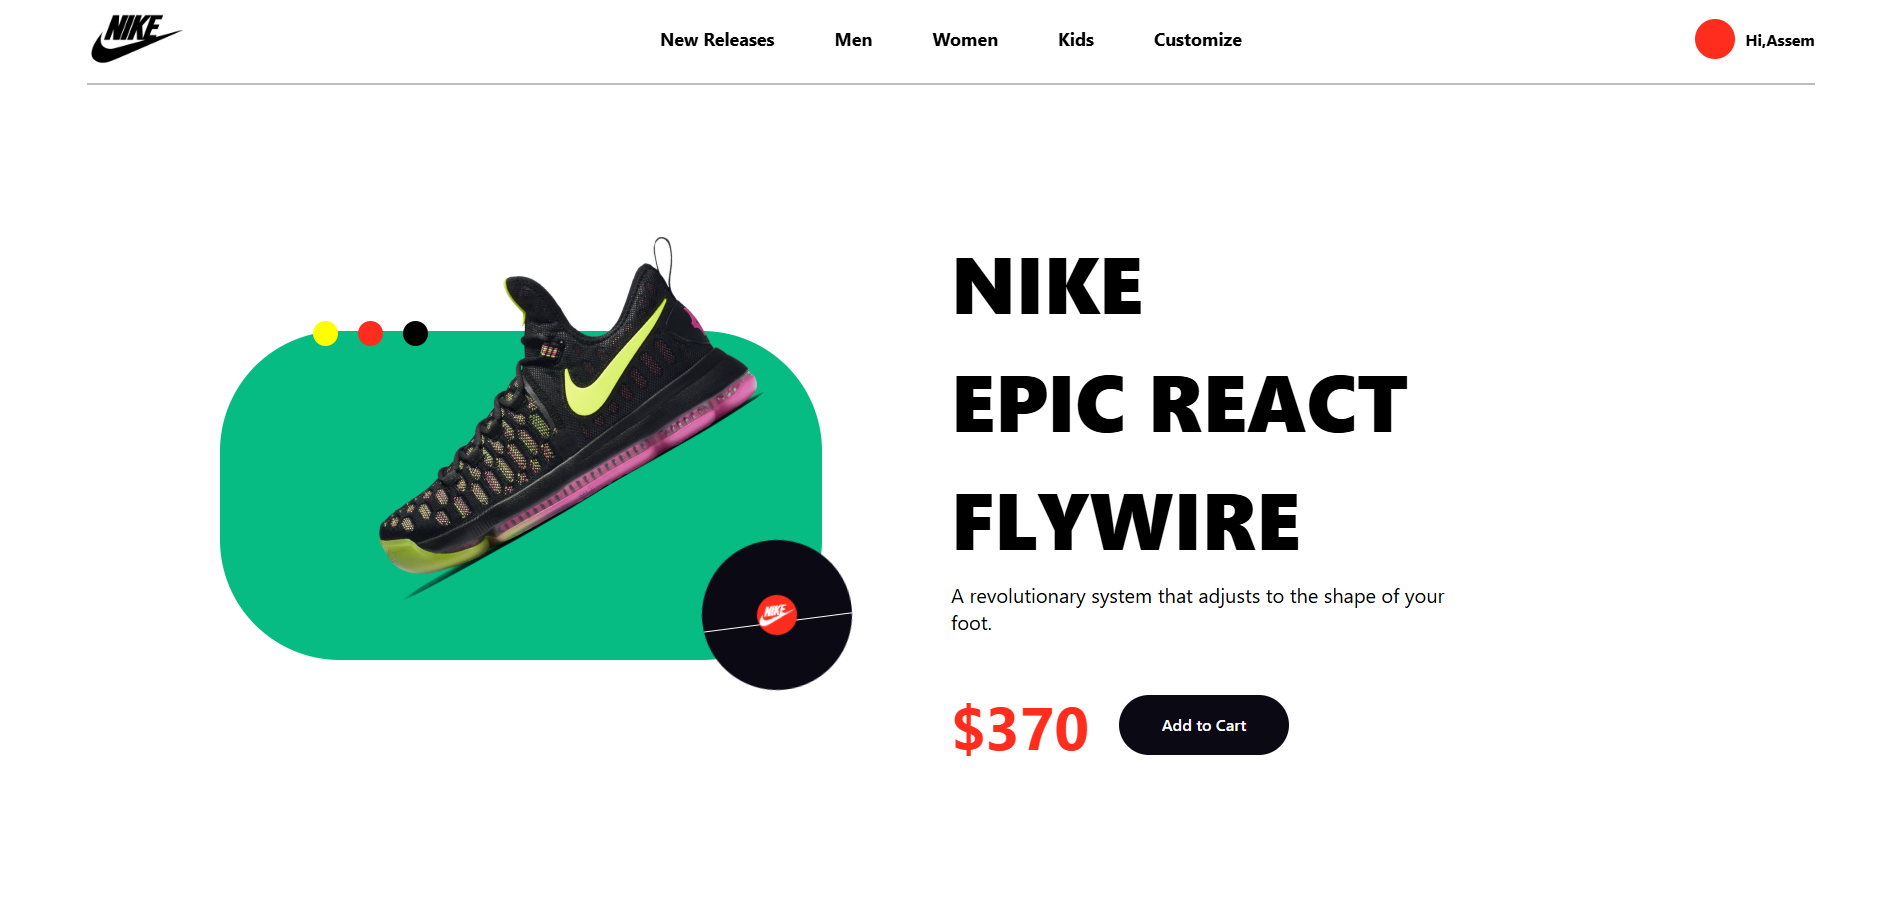 NIKE
New Releases Men Women Kids Customize
Hi,Assem
NIKE
EPIC REACT
FLYWIRE
A revolutionary system that adjusts to the shape of your
foot.
NIKE
$370
Add to Cart